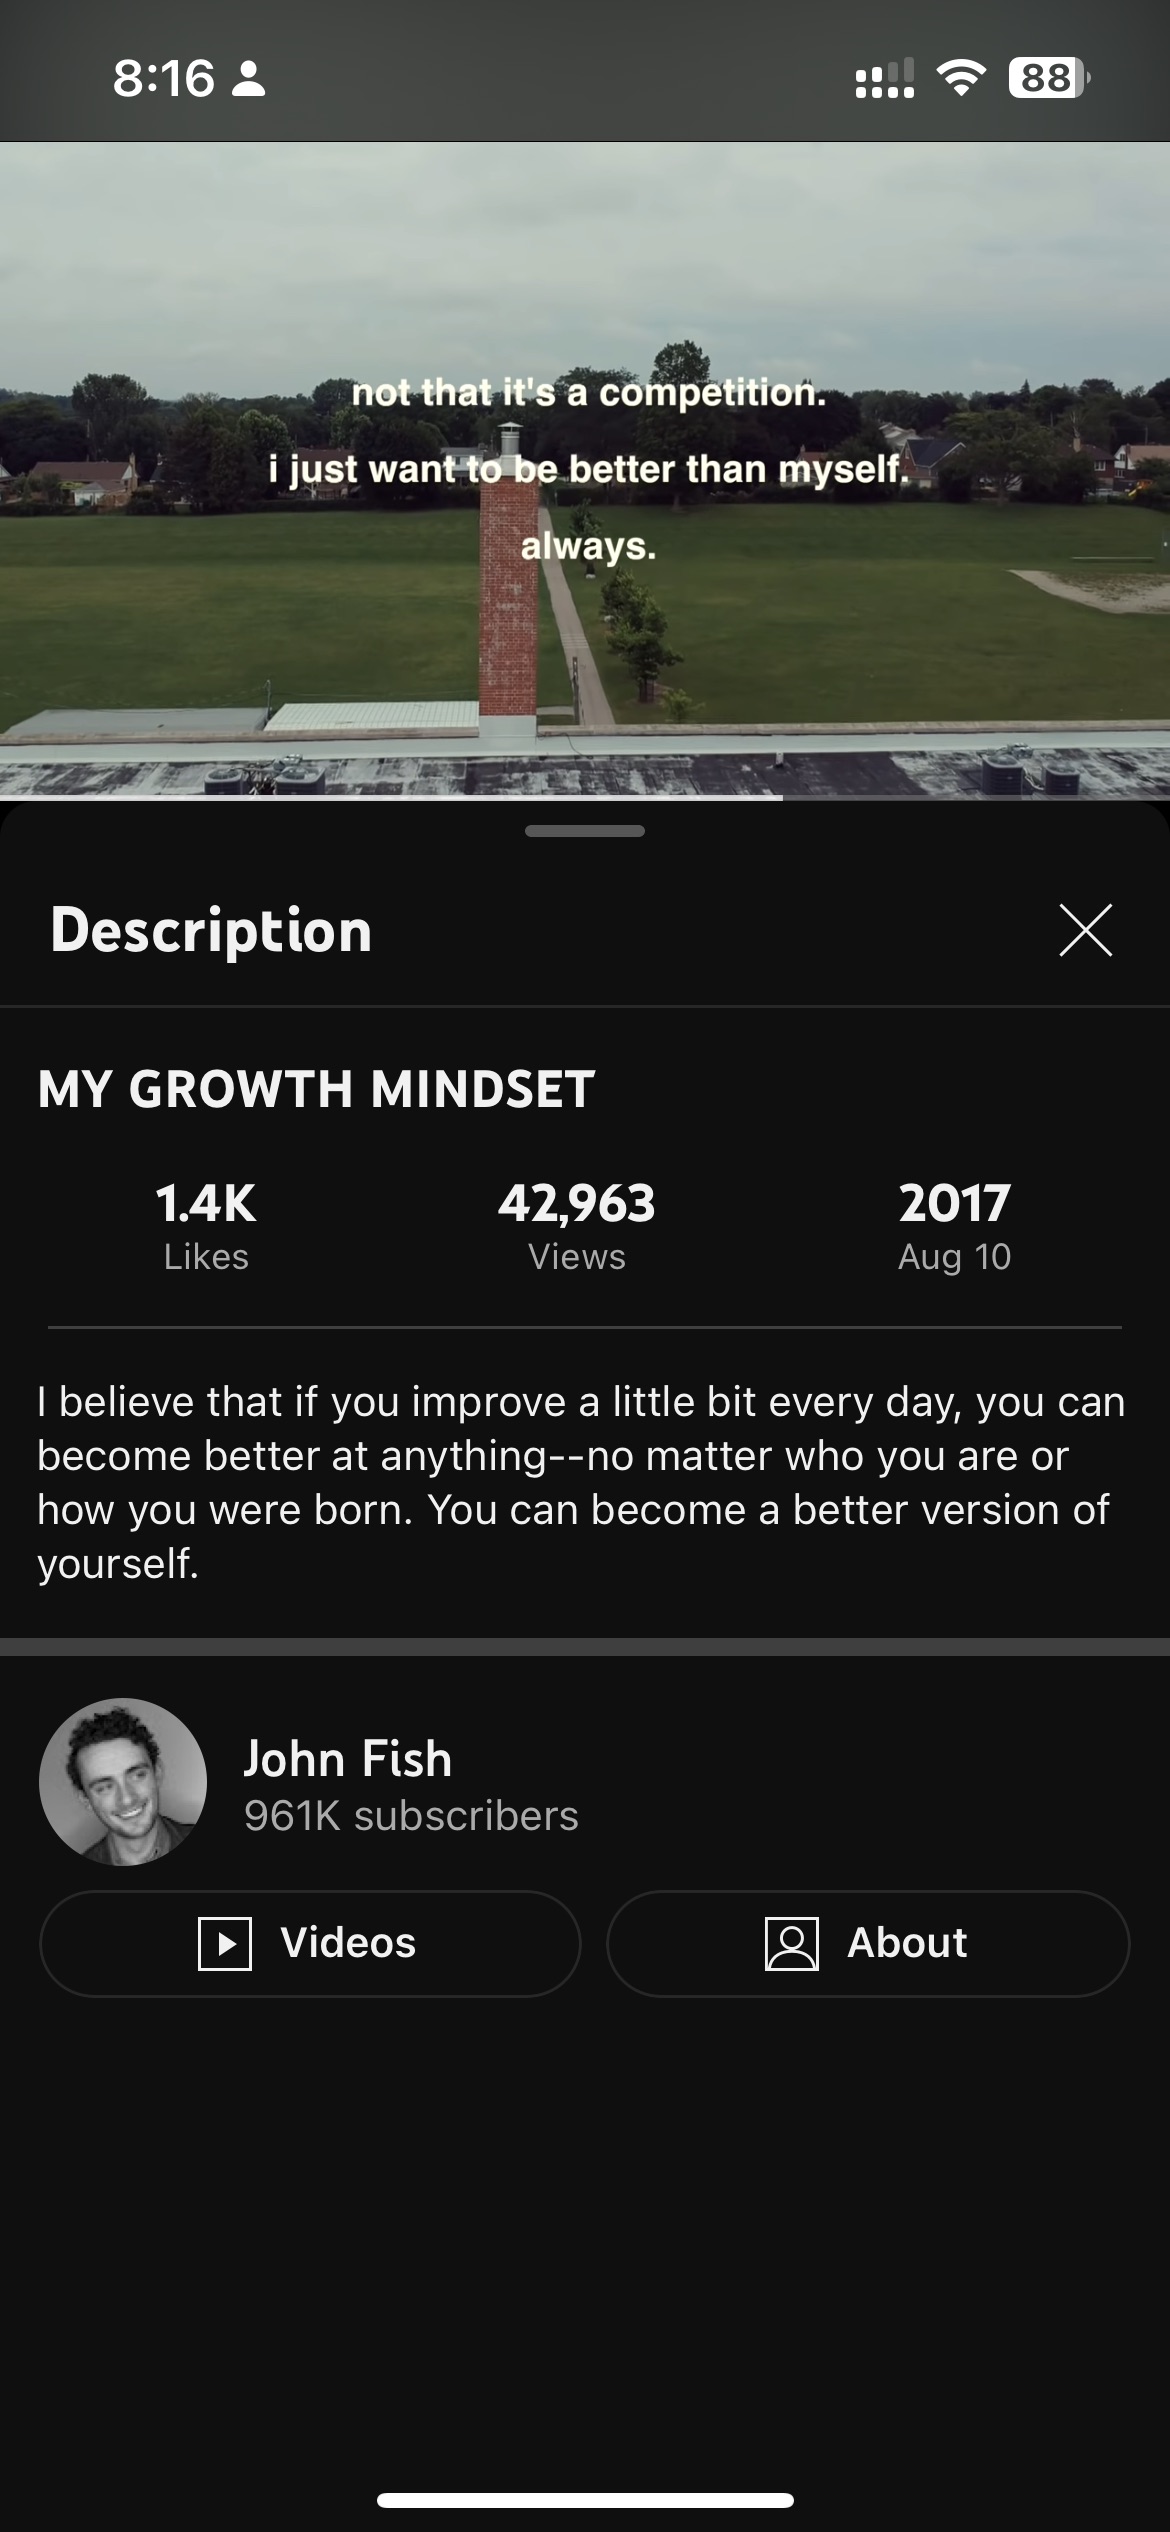 8:16
88
not that it's a competition.
i just want to be better than myself.
always.
Description
MY GROWTH MINDSET
1.4K
Likes
42,963
Views
2017
Aug 10
I believe that if you improve a little bit every day, you can
become better at anything--no matter who you are or
how you were born. You can become a better version of
yourself.
John Fish
961K subscribers
Videos
About